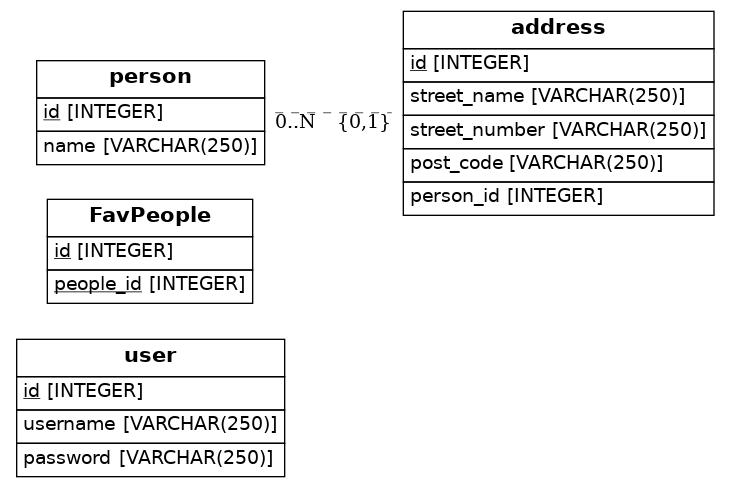 person
id [INTEGER]
name [VARCHAR(250)]
0..N {0,1}
address
id [INTEGER]
street_name [VARCHAR(250)]
street_number [VARCHAR(250)]
post_code [VARCHAR(250)]
person_id [INTEGER]
FavPeople
id [INTEGER]
people_id [INTEGER]
user
id [INTEGER]
username [VARCHAR(250)]
password [VARCHAR(250)]